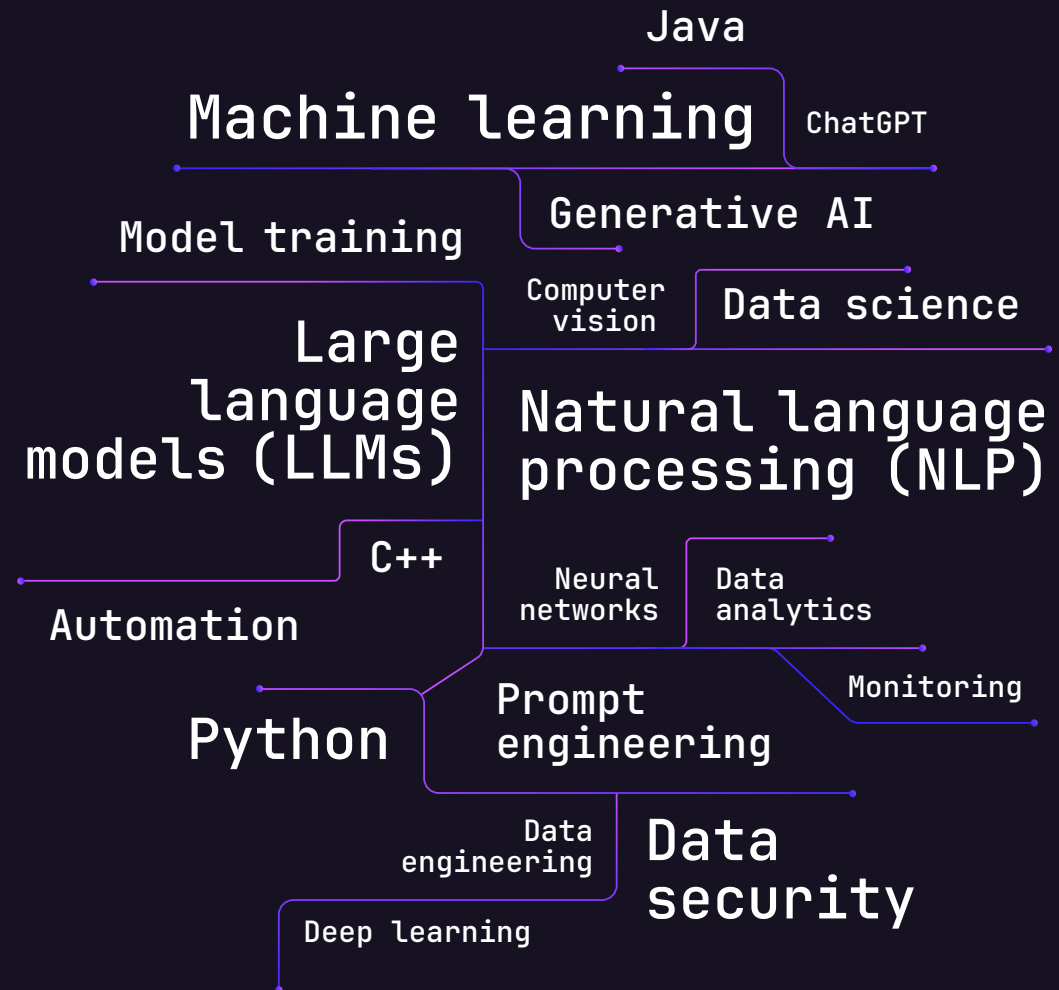 Java
Machine learning
ChatGPT
Generative AI
Model training
Computer
vision
Data science
Large
language
models (LLMs)
Natural language
processing (NLP)
C++
Automation
Neural
networks
Data
analytics
Monitoring
Prompt
engineering
Python
Data
engineering
Data
security
Deep learning